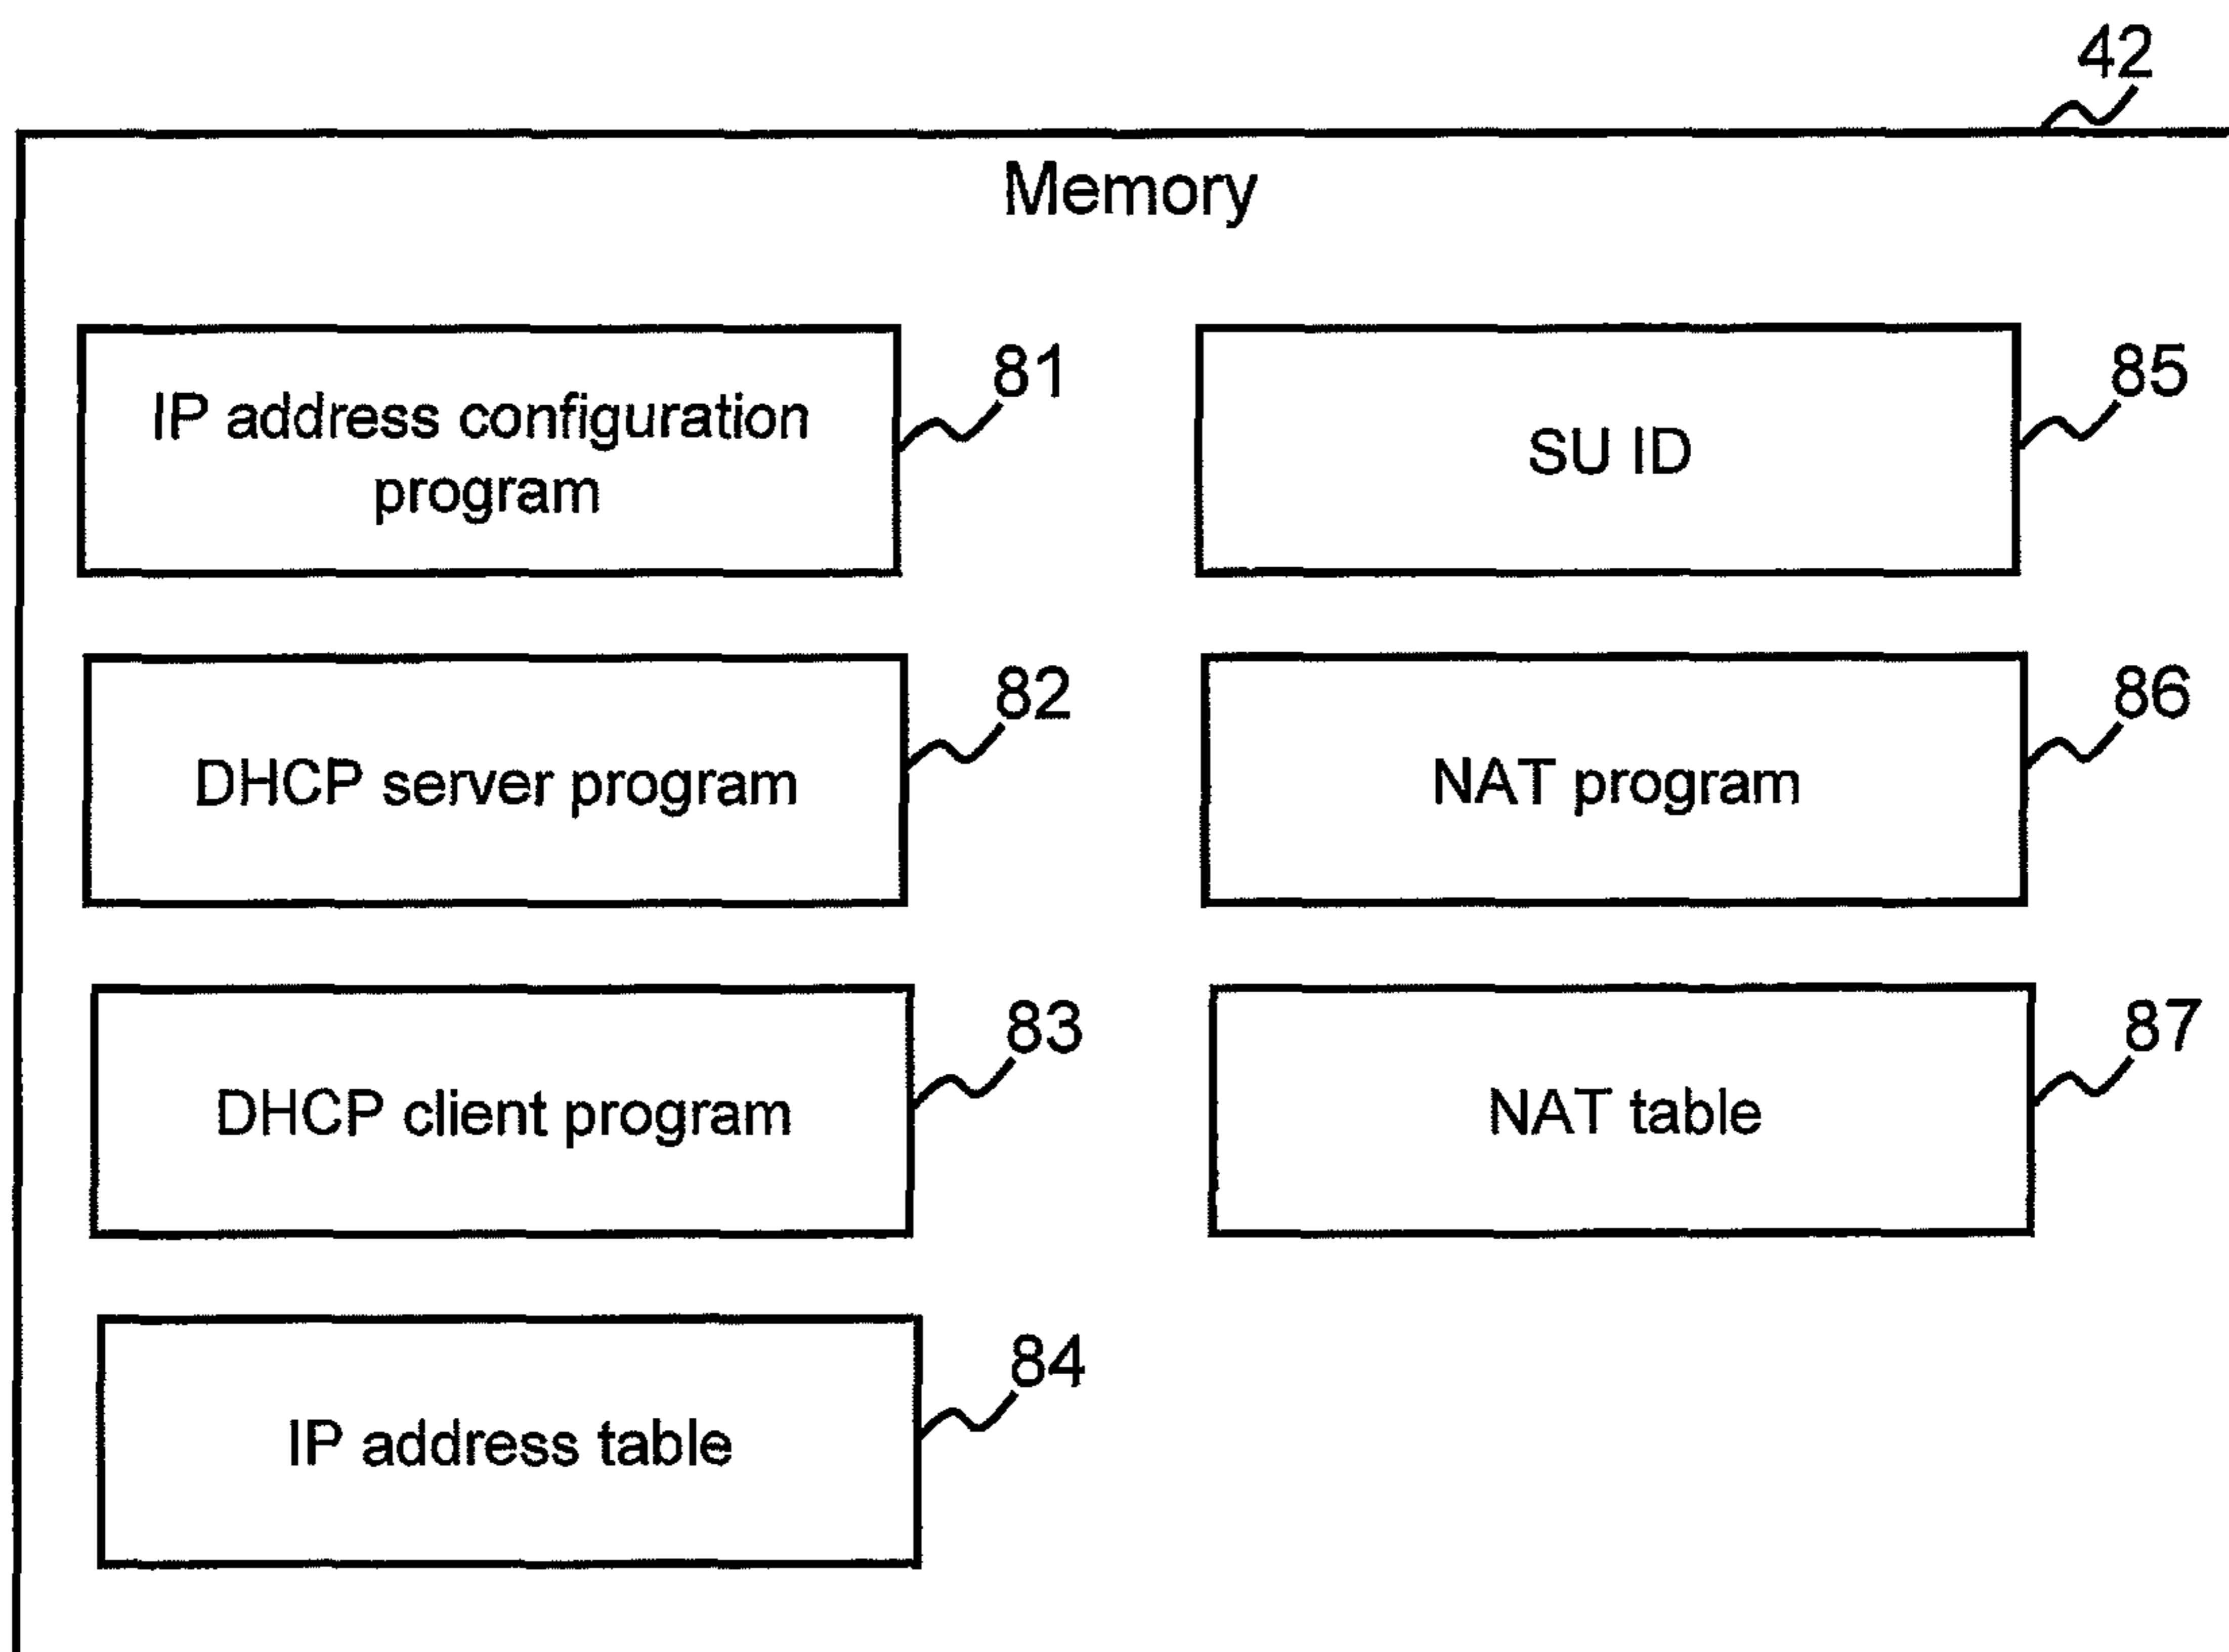 42
Memory
IP address configuration
program
81
DHCP server program
82
DHCP client program
83
IP address table
84
SU ID
85
NAT program
86
NAT table
87